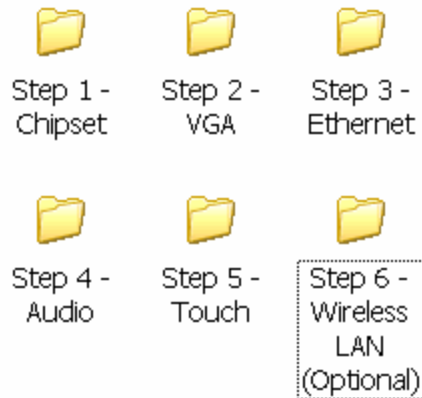 Step 1 -
Chipset
Step 2 -
VGA
Step 3 -
Ethernet
Step 4 -
Audio
Step 5 -
Touch
Step 6 -
Wireless
LAN
(Optional)